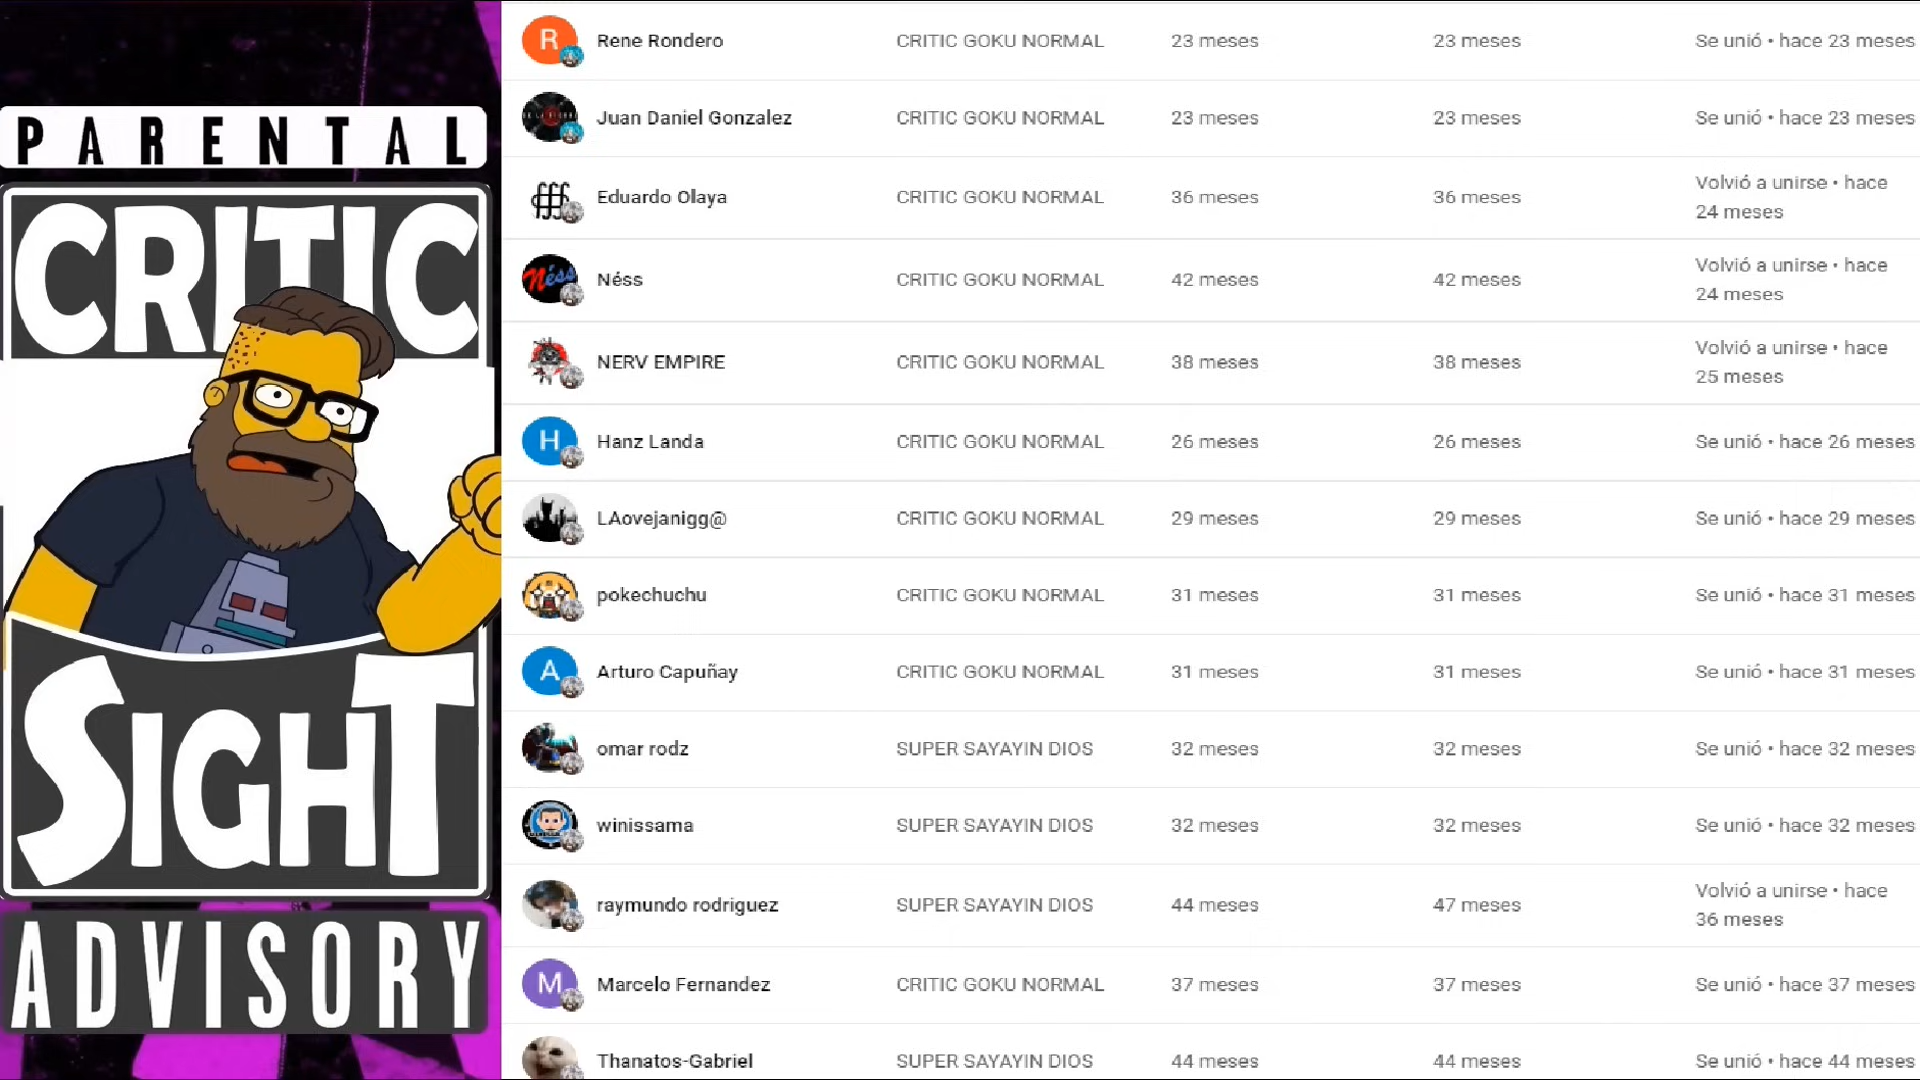 PARENTAL
CRITIC
SIGHT
ADVISORY
R Rene Rondero CRITIC GOKU NORMAL 23 meses 23 meses Se unió • hace 23 meses
Juan Daniel Gonzalez CRITIC GOKU NORMAL 23 meses 23 meses Se unió • hace 23 meses
Eduardo Olaya CRITIC GOKU NORMAL 36 meses 36 meses Volvió a unirse • hace
24 meses
Néss Néss CRITIC GOKU NORMAL 42 meses 42 meses Volvió a unirse • hace
24 meses
NERV EMPIRE CRITIC GOKU NORMAL 38 meses 38 meses Volvió a unirse • hace
25 meses
H Hanz Landa CRITIC GOKU NORMAL 26 meses 26 meses Se unió • hace 26 meses
LAovejanigg@ CRITIC GOKU NORMAL 29 meses 29 meses Se unió • hace 29 meses
pokechuchu CRITIC GOKU NORMAL 31 meses 31 meses Se unió • hace 31 meses
A Arturo Capuñay CRITIC GOKU NORMAL 31 meses 31 meses Se unió • hace 31 meses
omar rodz SUPER SAYAYIN DIOS 32 meses 32 meses Se unió • hace 32 meses
winissama SUPER SAYAYIN DIOS 32 meses 32 meses Se unió • hace 32 meses
raymundo rodriguez SUPER SAYAYIN DIOS 44 meses 47 meses Volvió a unirse • hace
36 meses
M Marcelo Fernandez CRITIC GOKU NORMAL 37 meses 37 meses Se unió • hace 37 meses
Thanatos-Gabriel SUPER SAYAYIN DIOS 44 meses 44 meses Se unió • hace 44 meses